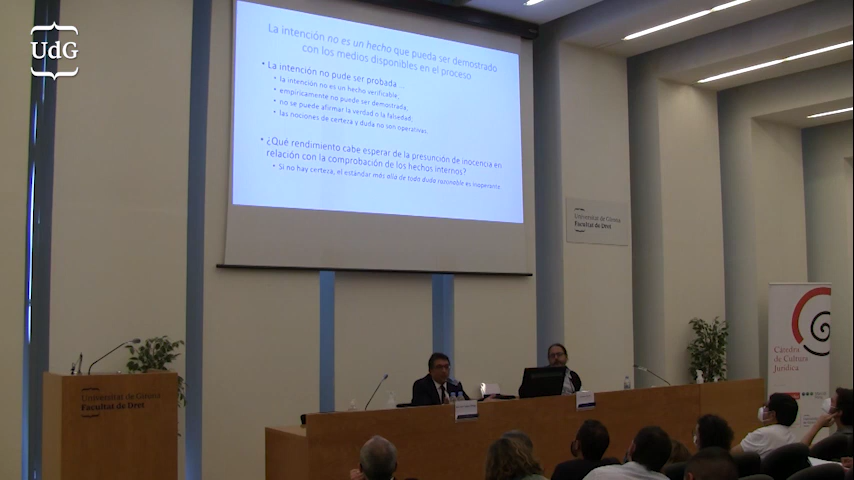 UdG
La intención no es un hecho que pueda ser demostrado
con los medios disponibles en el proceso
• La intención no pude ser probada ...
• la intención no es un hecho verificable;
• empíricamente no puede ser demostrada;
• no se puede afirmar la verdad o la falsedad;
• las nociones de certeza y duda no son operativas.
• ¿Qué rendimiento cabe esperar de la presunción de inocencia en
relación con la comprobación de los hechos internos?
• Si no hay certeza, el estándar más allá de toda duda razonable es inoperante.
Universitat de Girona
Facultat de Dret
Càtedra
de Cultura
Jurídica
Universitat de Girona
Facultat de Dret